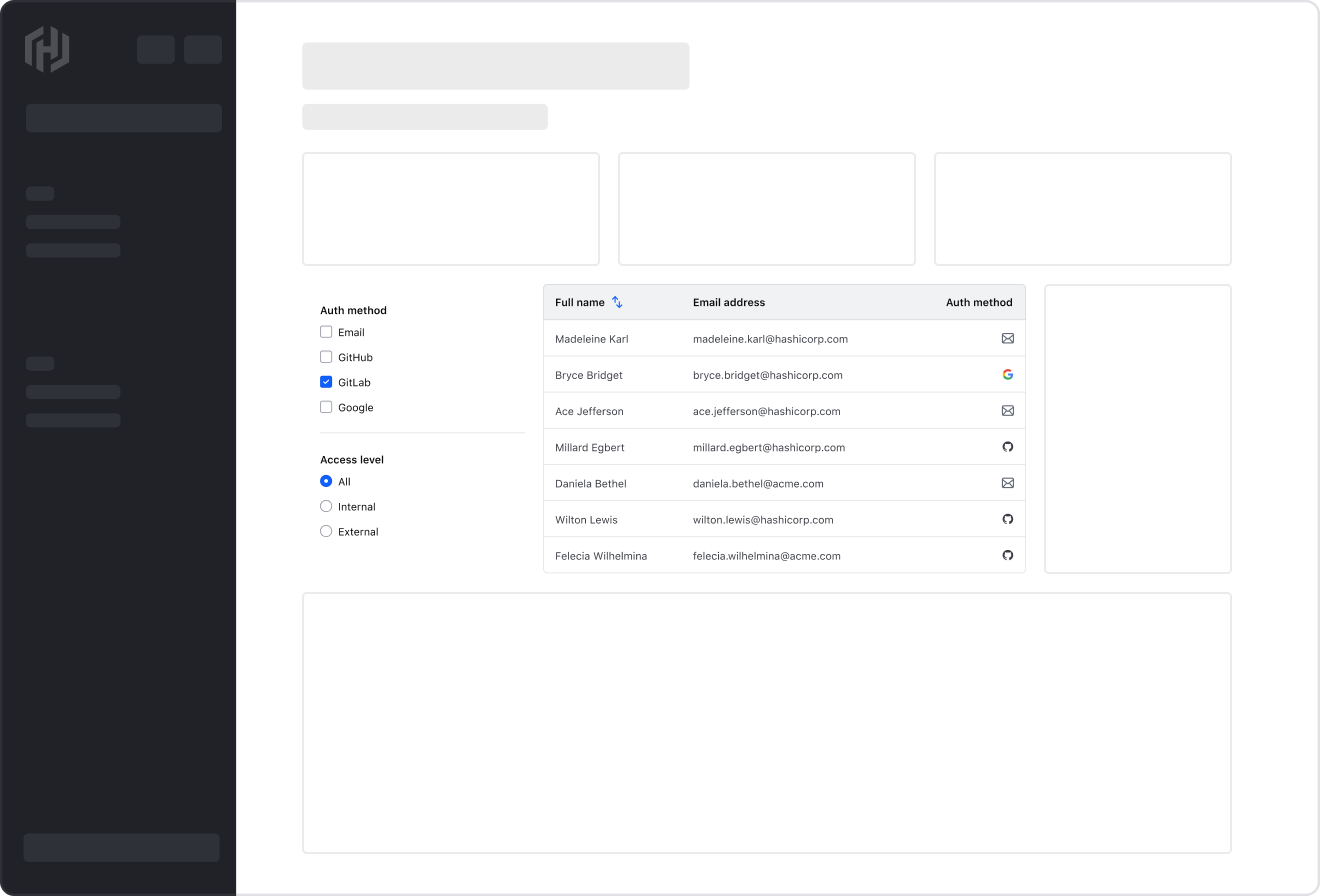 Auth method
Email
GitHub
GitLab
Google
Access level
All
Internal
External
Full name Email address Auth method
Madeleine Karl madeleine.karl@hashicorp.com
Bryce Bridget bryce.bridget@hashicorp.com
Ace Jefferson ace.jefferson@hashicorp.com
Millard Egbert millard.egbert@hashicorp.com
Daniela Bethel daniela.bethel@acme.com
Wilton Lewis wilton.lewis@hashicorp.com
Felecia Wilhelmina felecia.wilhelmina@acme.com